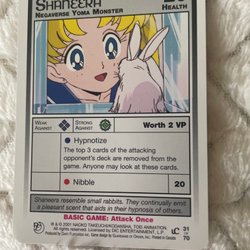 SHANEERA
NEGAVERSE YOMA MONSTER
HEALTH
WEAK AGAINST
STRONG AGAINST
Worth 2 VP
Hypnotize
The top 3 cards of the attacking
opponent's deck are removed from
the game. Anyone may look at these cards.
Nibble
20
Shaneera resembles small rabbits. They continually emit
a pleasant scent that aids in their hypnosis of others.
BASIC GAME: Attack Once
31
70